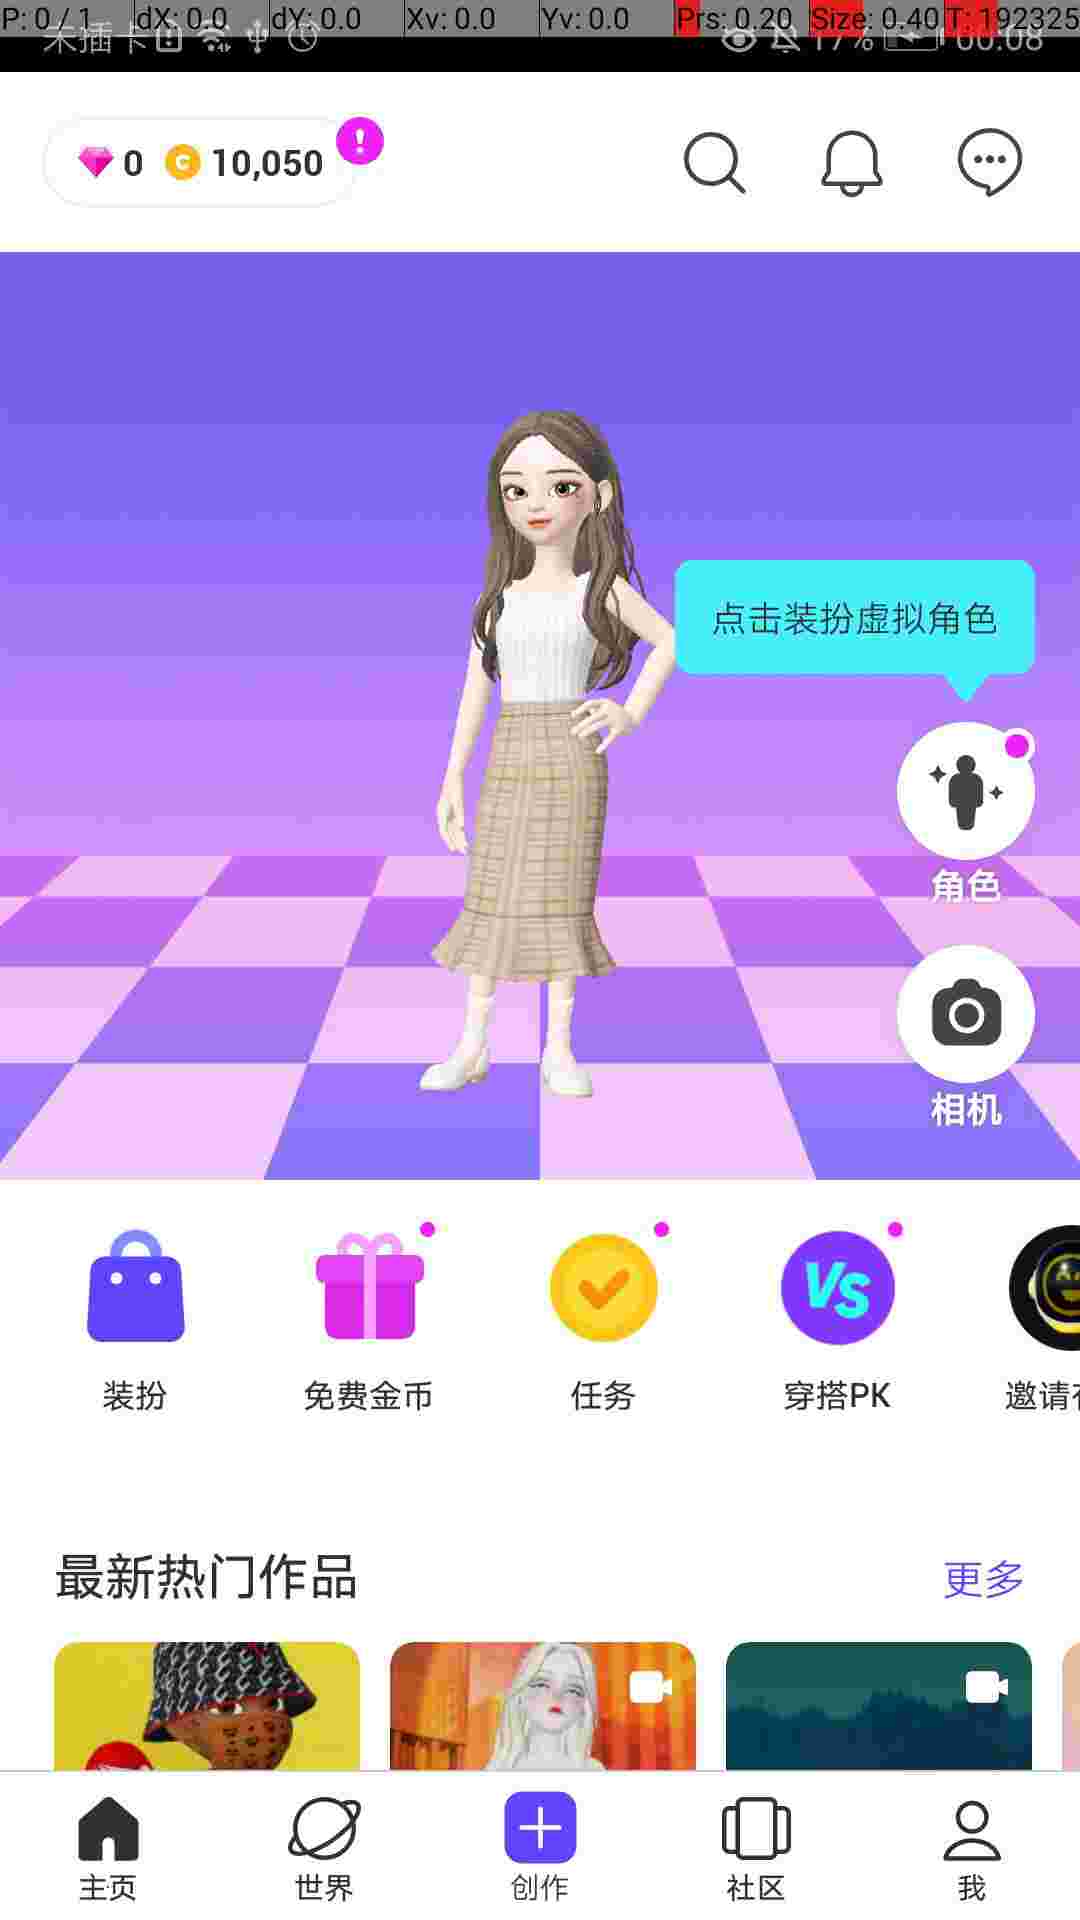 P: 0 / 1 dX: 0.0 dY: 0.0 Xv: 0.0 Yv: 0.0 Prs: 0.20 Size: 0.40 T: 192325
未插卡 17% 00:08
0 10,050
点击装扮虚拟角色
角色
相机
装扮 免费金币 任务 穿搭PK 邀请
最新热门作品 更多
主页 世界 创作 社区 我